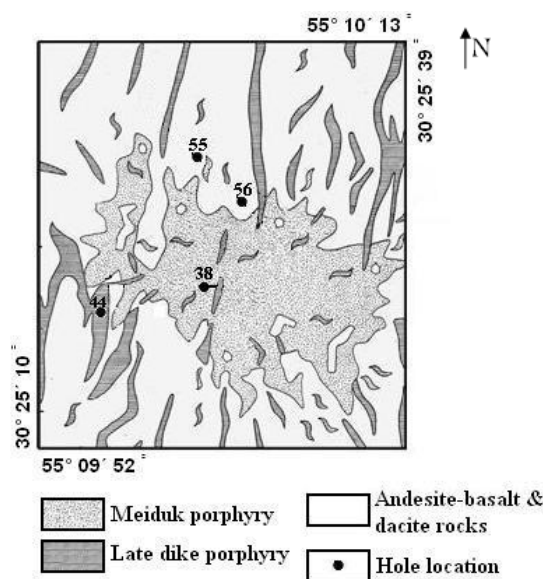 55° 10´ 13 ⁼
N
30° 25´ 39 ⁼
55
56
38
44
30° 25´ 10 ⁼
55° 09´ 52 ⁼
Meiduk porphyry
Andesite-basalt &
dacite rocks
Late dike porphyry
Hole location